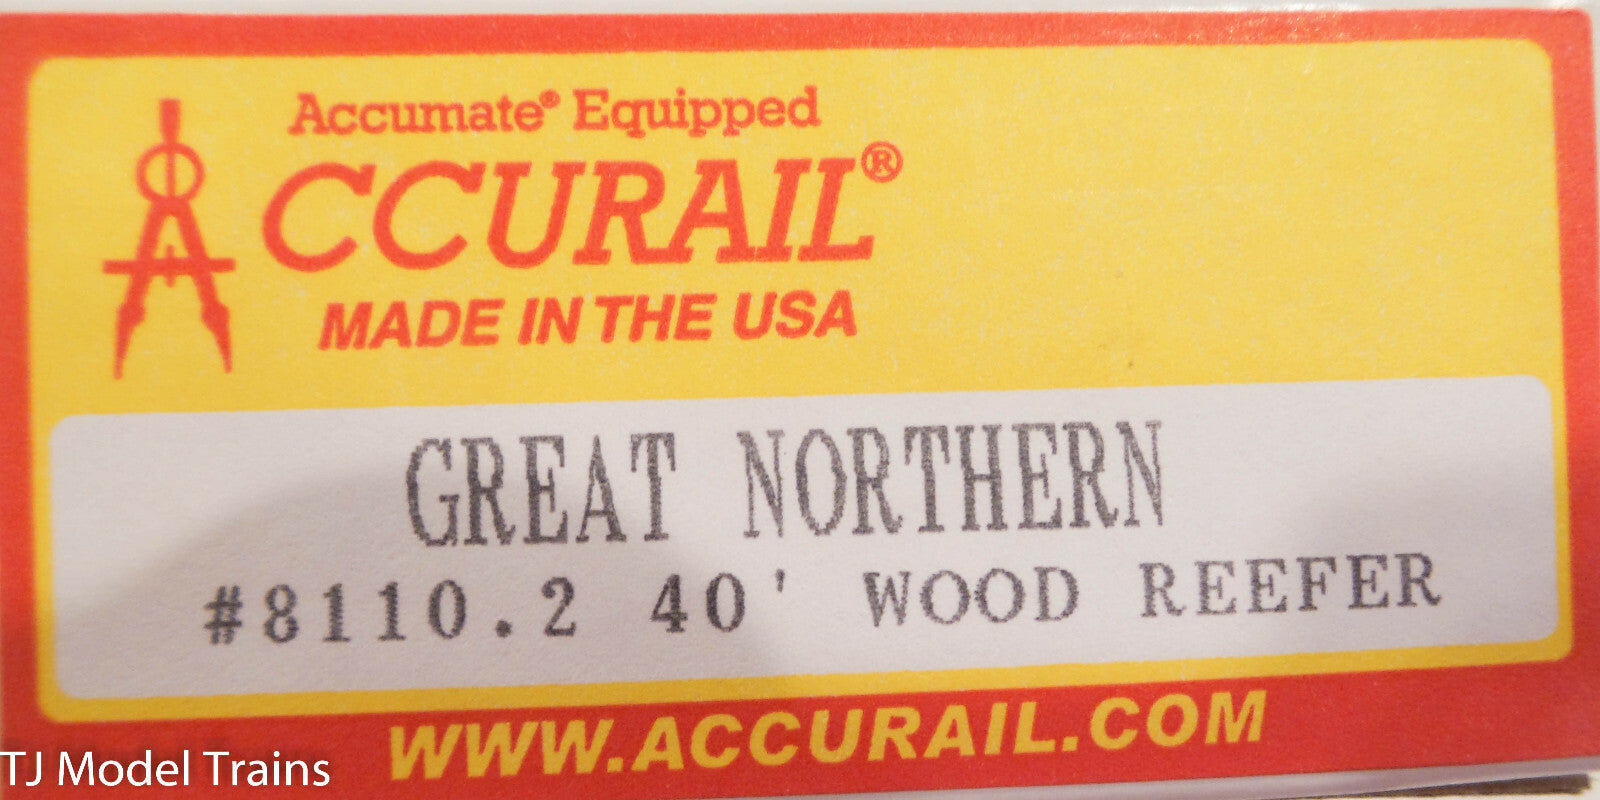 Accumate® Equipped
ACCURAIL®
MADE IN THE USA
GREAT NORTHERN
#8110.2 40' WOOD REEFER
WWW.ACCURAIL.COM
TJ Model Trains